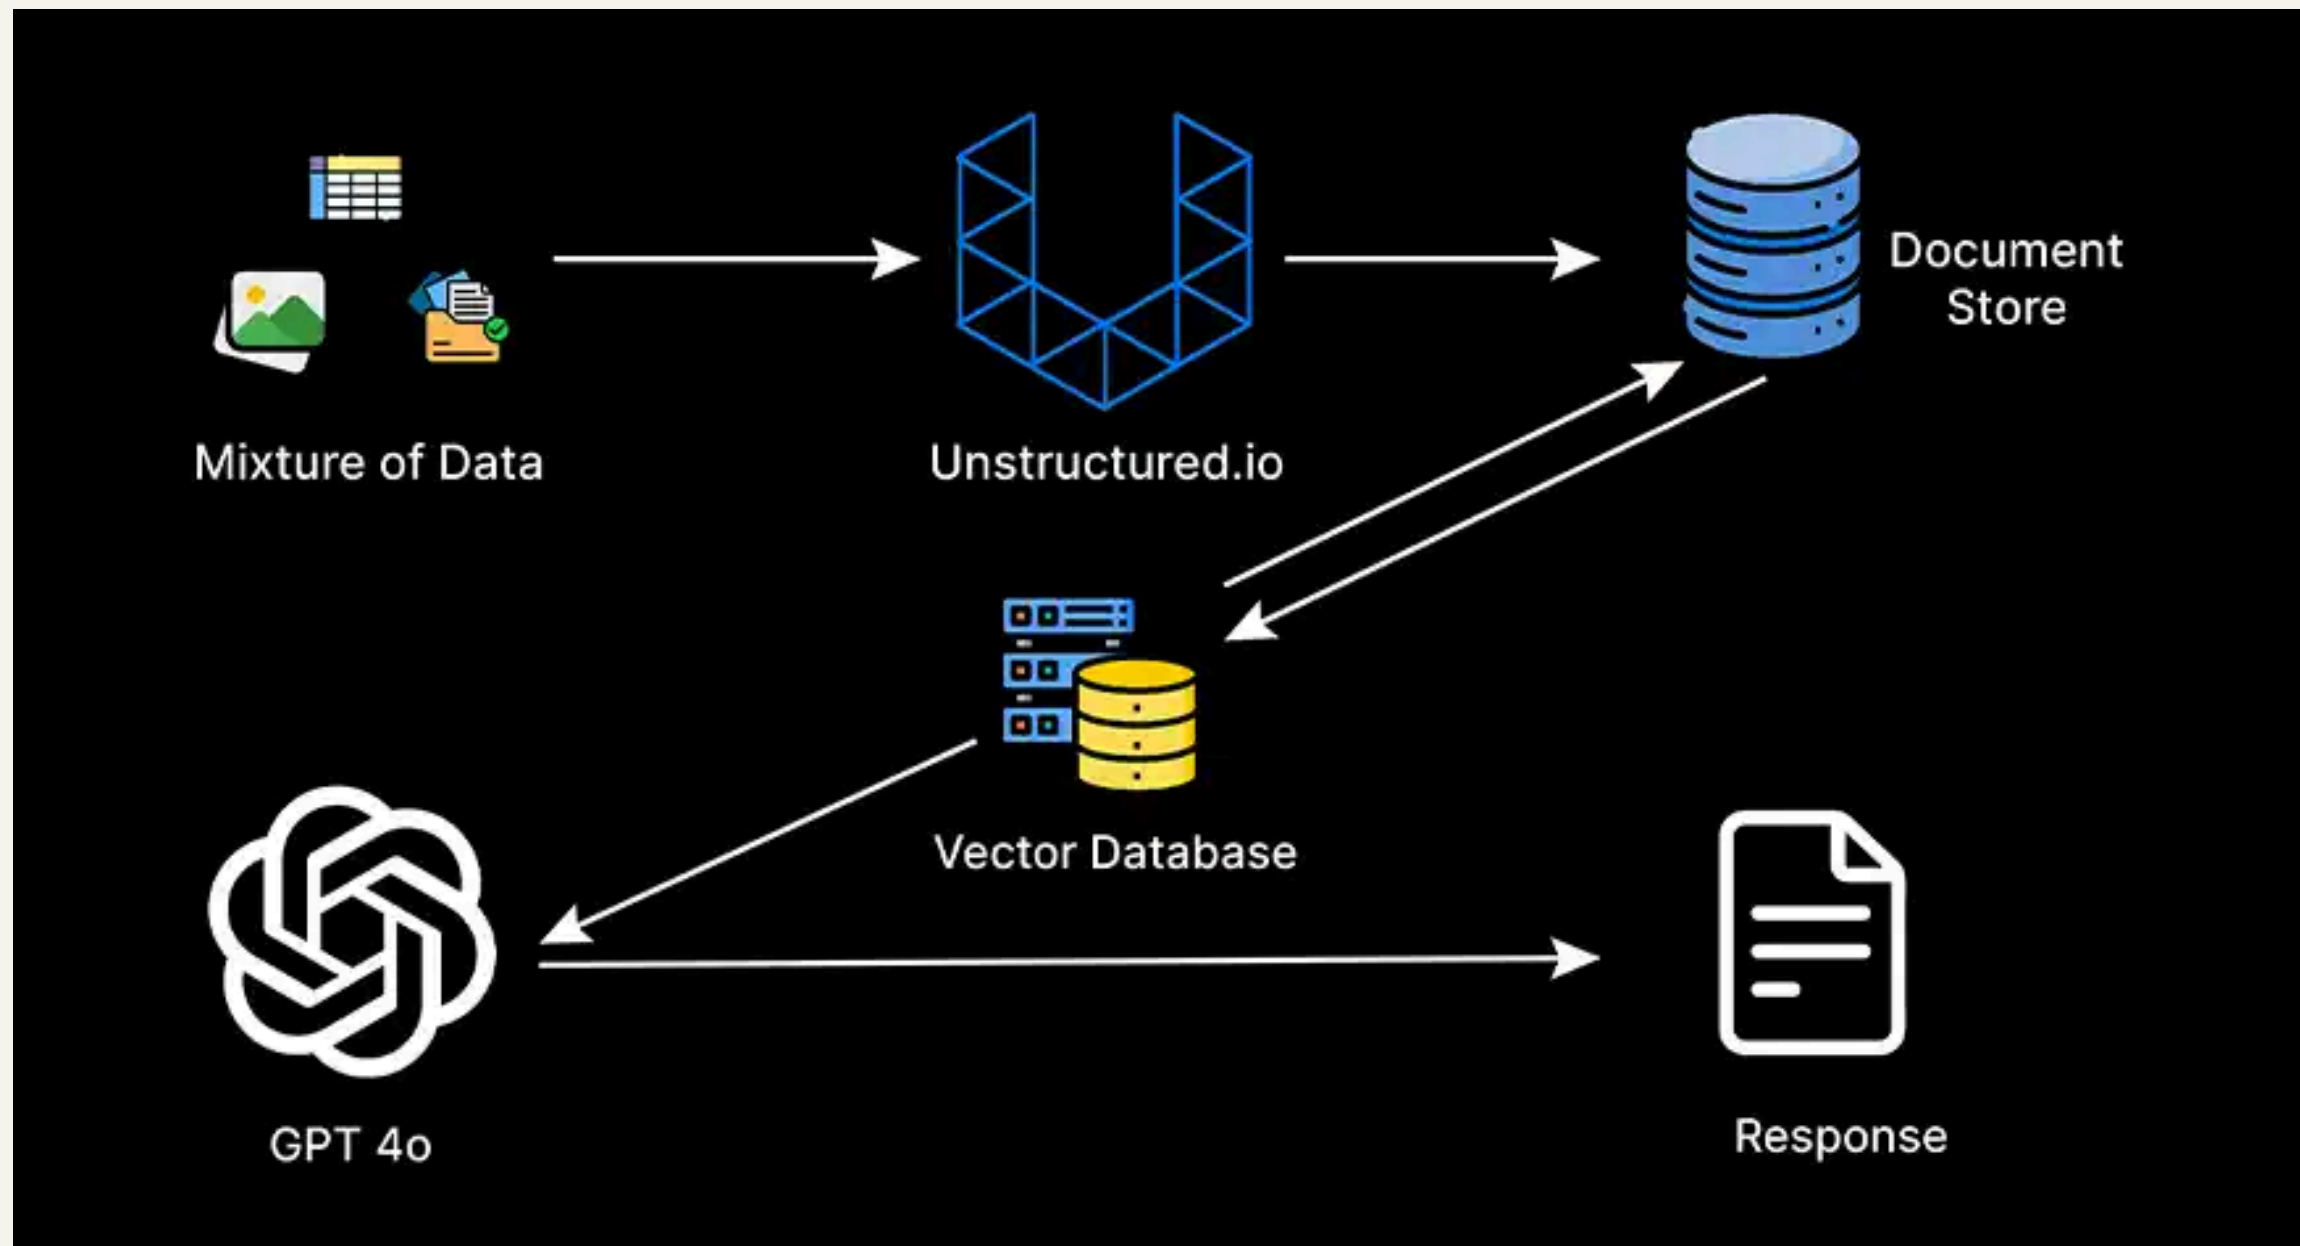 Document
Store
Mixture of Data
Unstructured.io
Vector Database
GPT 4o
Response